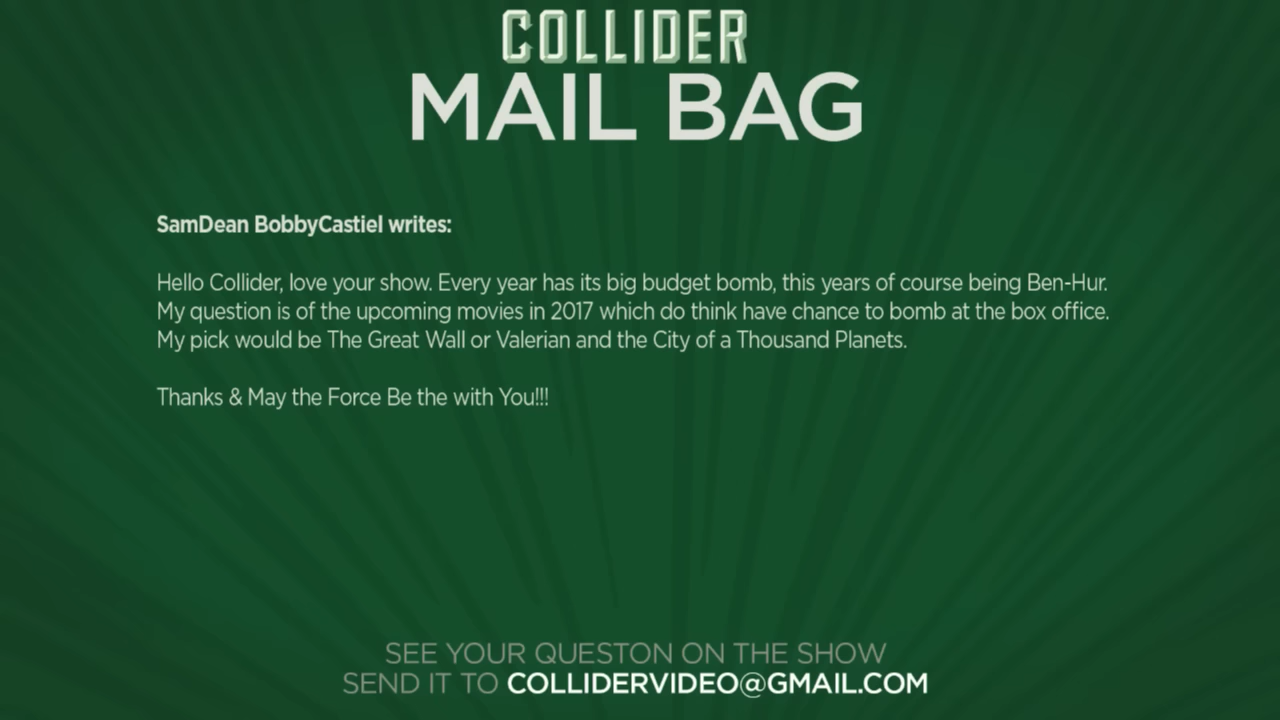 COLLIDER
MAIL BAG
SamDean BobbyCastiel writes:
Hello Collider, love your show. Every year has its big budget bomb, this years of course being Ben-Hur.
My question is of the upcoming movies in 2017 which do think have chance to bomb at the box office.
My pick would be The Great Wall or Valerian and the City of a Thousand Planets.
Thanks & May the Force Be the with You!!!
SEE YOUR QUESTON ON THE SHOW
SEND IT TO COLLIDERVIDEO@GMAIL.COM